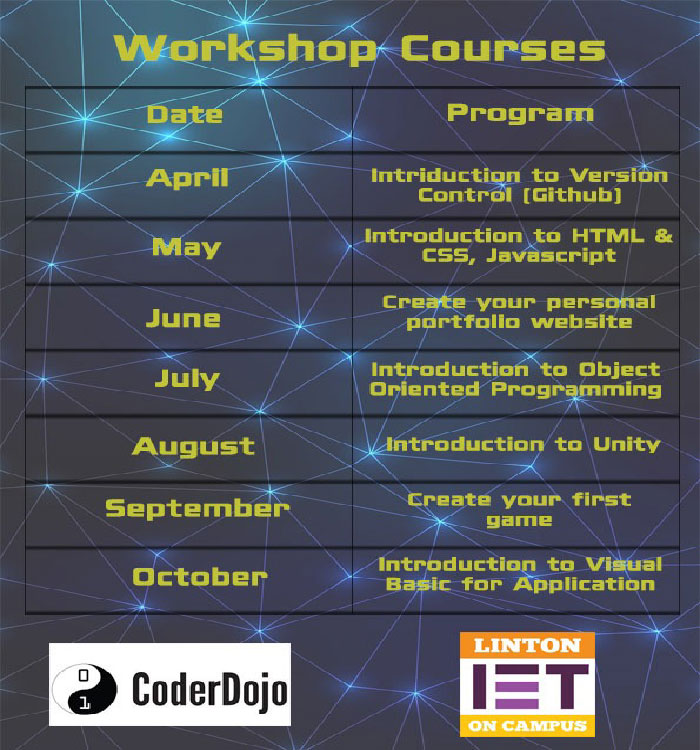 Workshop Courses
Date
Program
April
Intriduction to Version
Control (Github)
May
Introduction to HTML &
CSS, Javascript
June
Create your personal
portfolio website
July
Introduction to Object
Oriented Programming
August
Introduction to Unity
September
Create your first
game
October
Introduction to Visual
Basic for Application
0
1
CoderDojo
LINTON
IET
ON CAMPUS